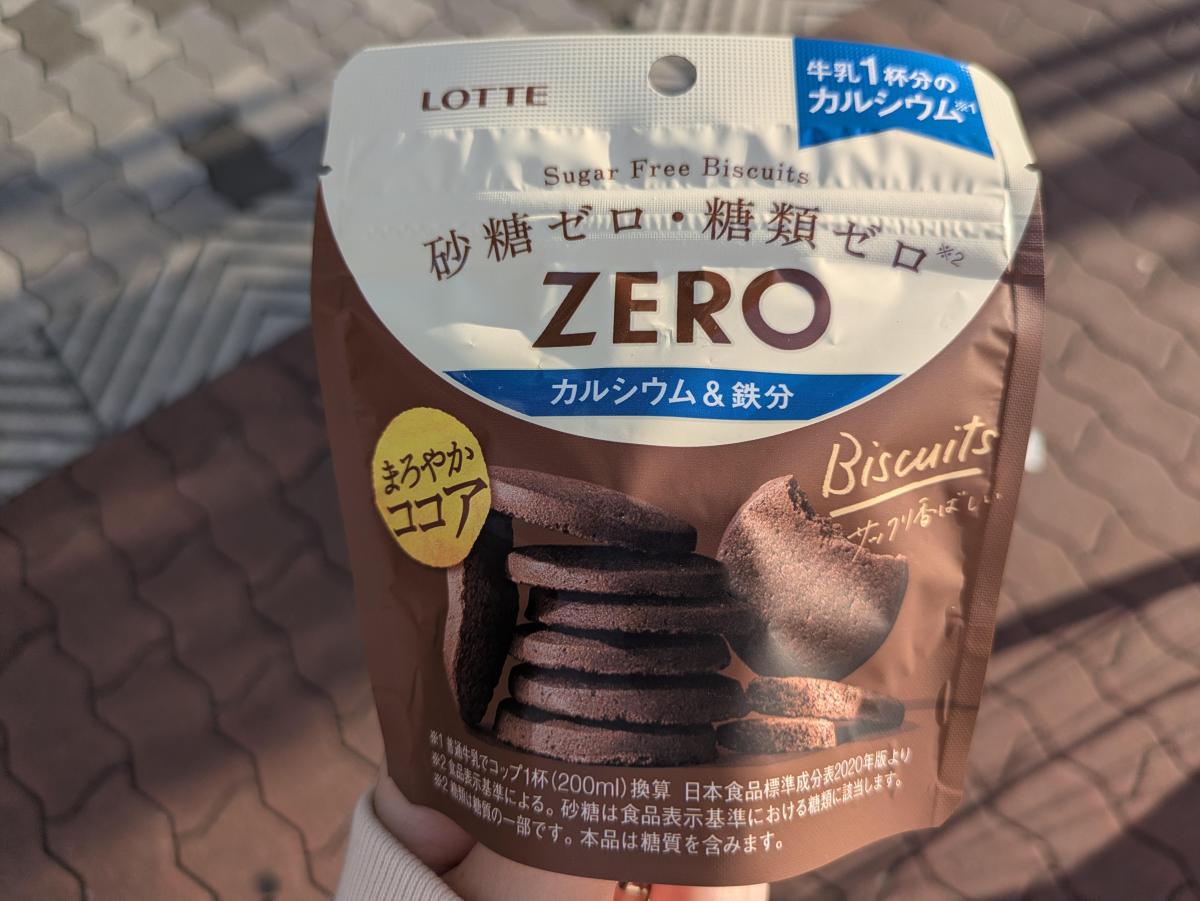 LOTTE
牛乳1杯分の
カルシウム※1
Sugar Free Biscuits
砂糖ゼロ・糖類ゼロ※2
ZERO
カルシウム&鉄分
まろやか
ココア
Biscuits
サックリ香ばしい
※1 普通牛乳でコップ1杯(200ml)換算 日本食品標準成分表2020年版より
※2 食品表示基準による。砂糖は食品表示基準における糖類に該当します。
※2 糖類は糖質の一部です。本品は糖質を含みます。